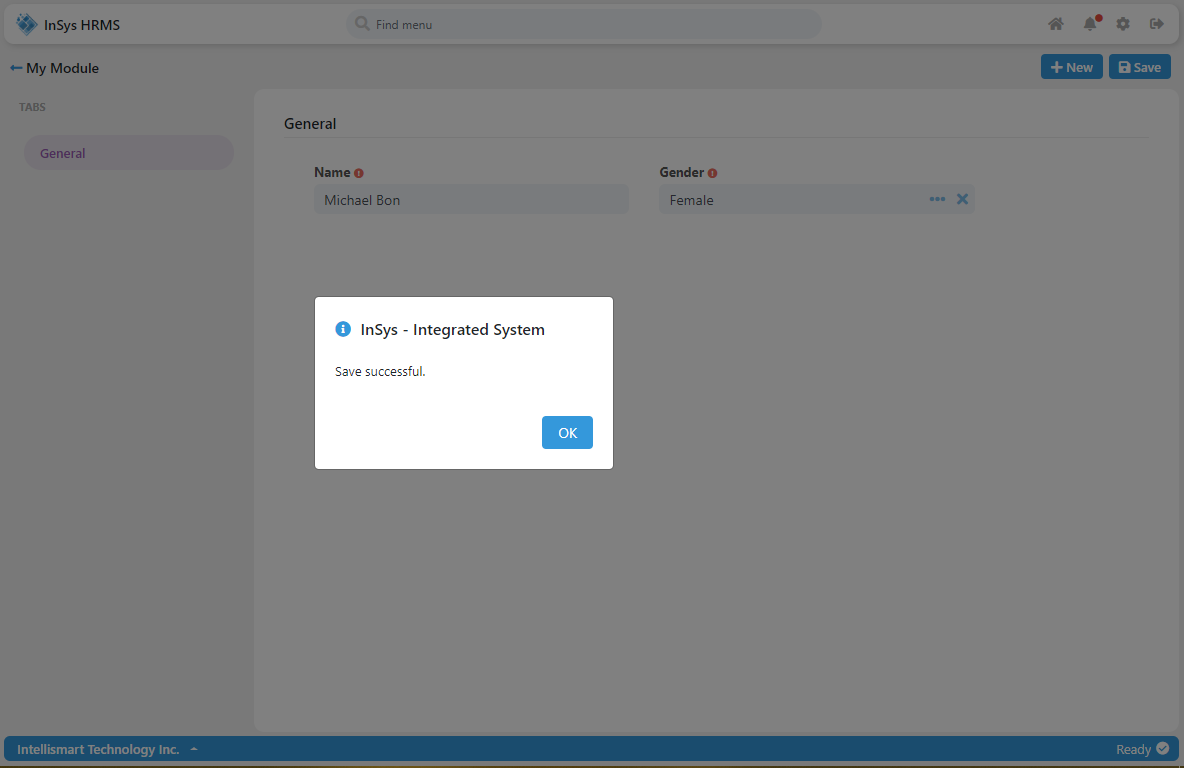 InSys HRMS
Find menu
My Module
New
Save
TABS
General
General
Name
Gender
Michael Bon
Female
InSys - Integrated System
Save successful.
OK
Intellismart Technology Inc.
Ready